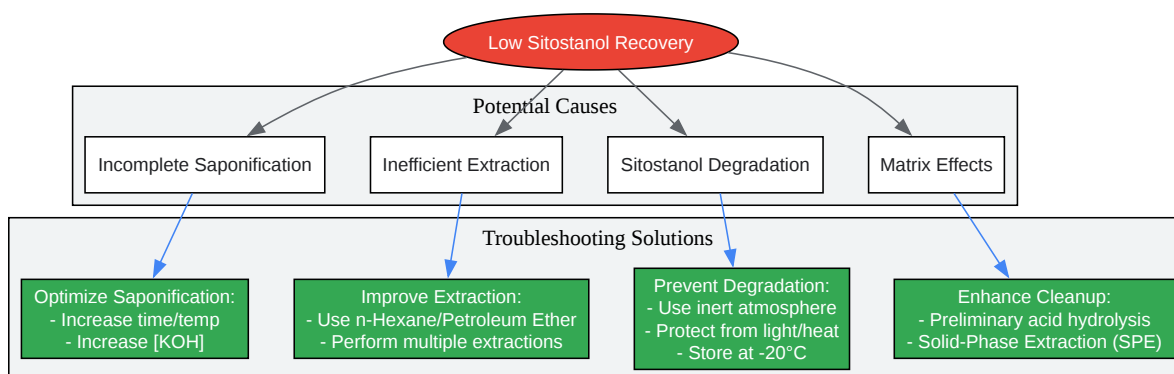 Low Sitostanol Recovery
Potential Causes
Incomplete Saponification
Inefficient Extraction
Sitostanol Degradation
Matrix Effects
Troubleshooting Solutions
Optimize Saponification:
- Increase time/temp
- Increase [KOH]
Improve Extraction:
- Use n-Hexane/Petroleum Ether
- Perform multiple extractions
Prevent Degradation:
- Use inert atmosphere
- Protect from light/heat
- Store at -20°C
Enhance Cleanup:
- Preliminary acid hydrolysis
- Solid-Phase Extraction (SPE)